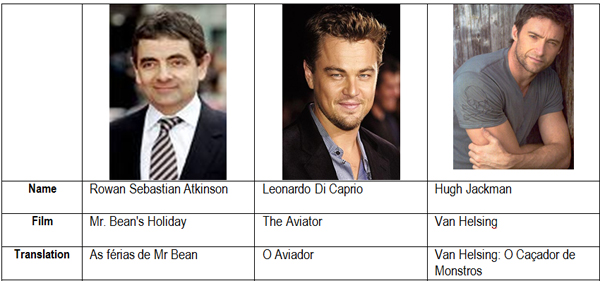 Name Rowan Sebastian Atkinson Leonardo Di Caprio Hugh Jackman
Film Mr. Bean's Holiday The Aviator Van Helsing
Translation As férias de Mr Bean O Aviador Van Helsing: O Caçador de
Monstros